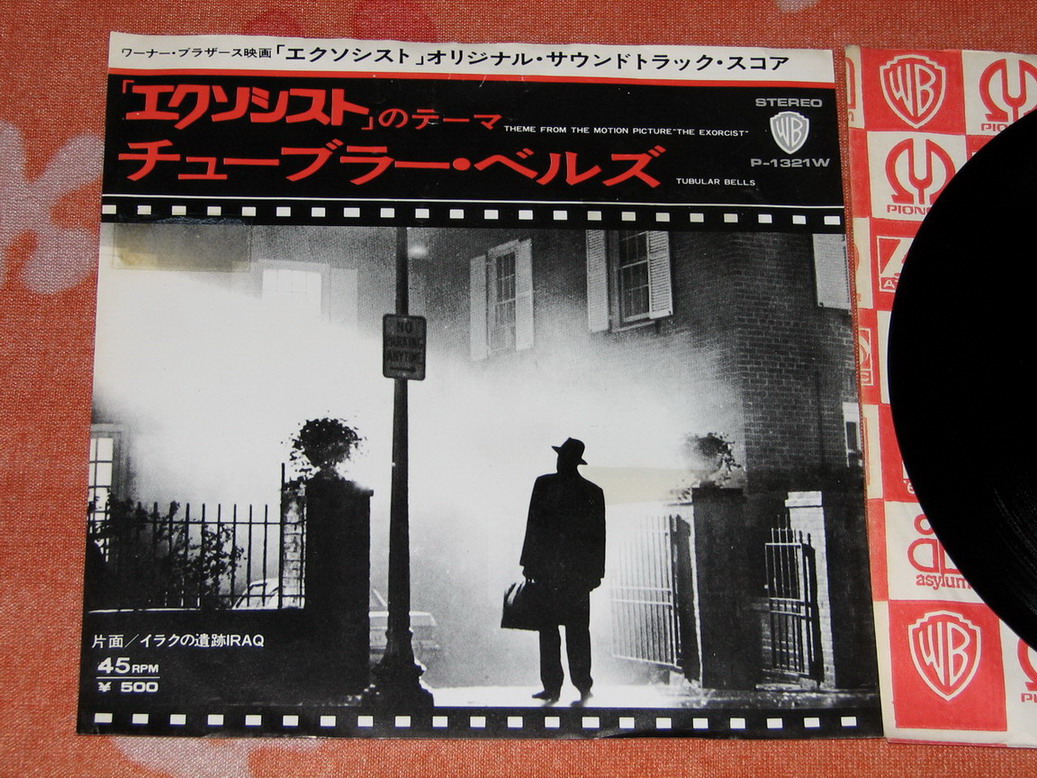 ワーナー・ブラザース映画「エクソシスト」オリジナル・サウンドトラック・スコア
「エクソシスト」のテーマ THEME FROM THE MOTION PICTURE "THE EXORCIST"
チューブラー・ベルズ TUBULAR BELLS
STEREO
WB
P-1321W
NO
PARKING
ANYTIME
片面/イラクの遺跡IRAQ
45RPM
¥ 500
WB
PIONEER
asylum
WB